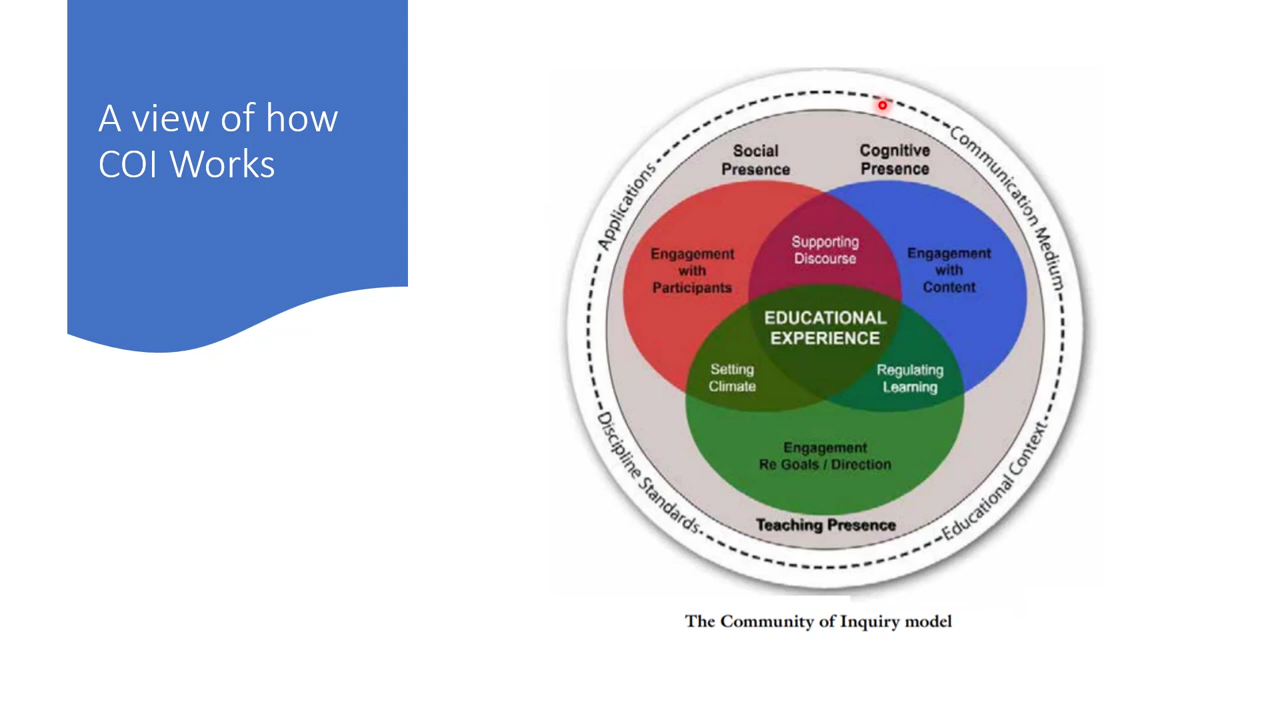 A view of how
COI Works
Applications
Communication Medium
Discipline Standards
Educational Context
Social
Presence
Cognitive
Presence
Engagement
with
Participants
Supporting
Discourse
Engagement
with
Content
EDUCATIONAL
EXPERIENCE
Setting
Climate
Regulating
Learning
Engagement
Re Goals / Direction
Teaching Presence
The Community of Inquiry model